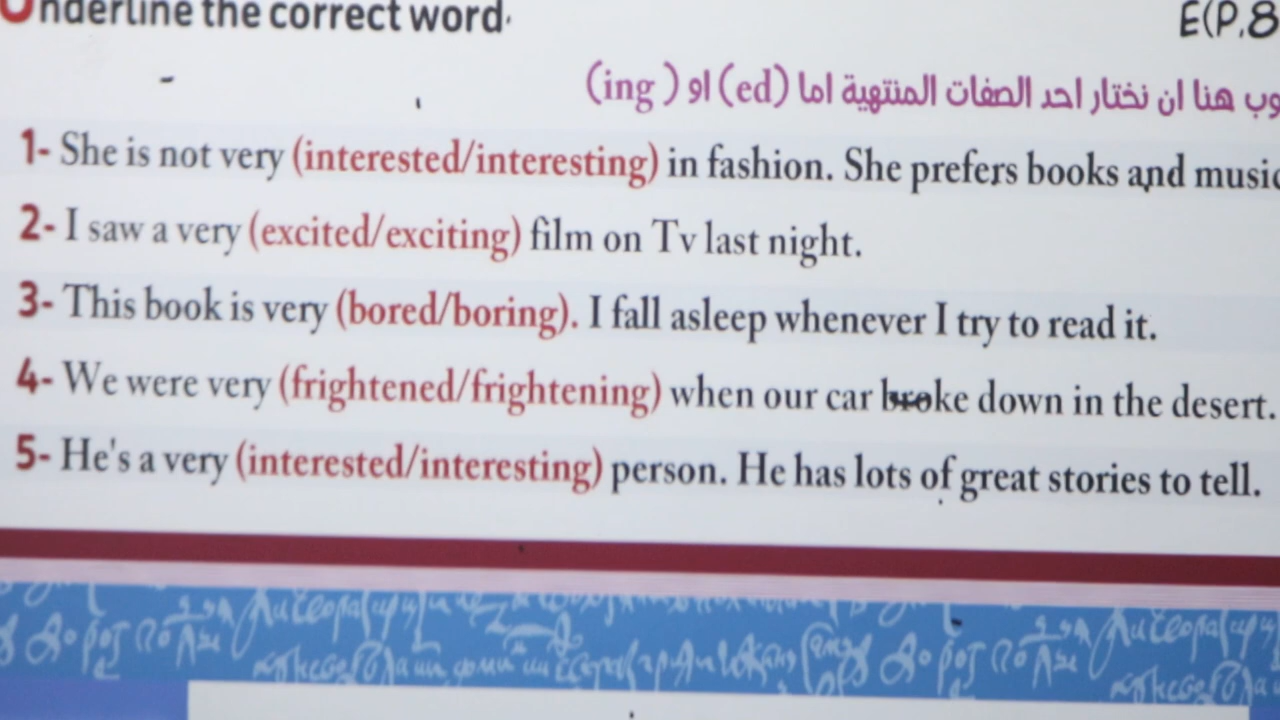 Underline the correct word.
E(P.8
هنا ان نختار احد الصفات المنتهية اما (ed) او ( ing)
1- She is not very (interested/interesting) in fashion. She prefers books and music
2- I saw a very (excited/exciting) film on Tv last night.
3- This book is very (bored/boring). I fall asleep whenever I try to read it.
4- We were very (frightened/frightening) when our car broke down in the desert.
5- He's a very (interested/interesting) person. He has lots of great stories to tell.